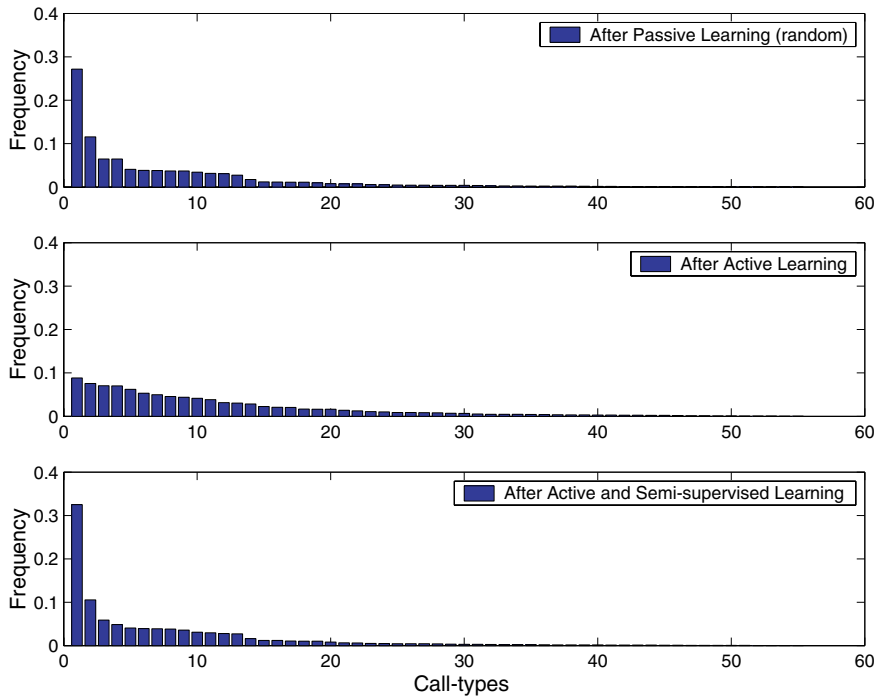 0.4
0.3
0.2
0.1
0
Frequency
After Passive Learning (random)
0 10 20 30 40 50 60
0.4
0.3
0.2
0.1
0
Frequency
After Active Learning
0 10 20 30 40 50 60
0.4
0.3
0.2
0.1
0
Frequency
After Active and Semi-supervised Learning
0 10 20 30 40 50 60
Call-types